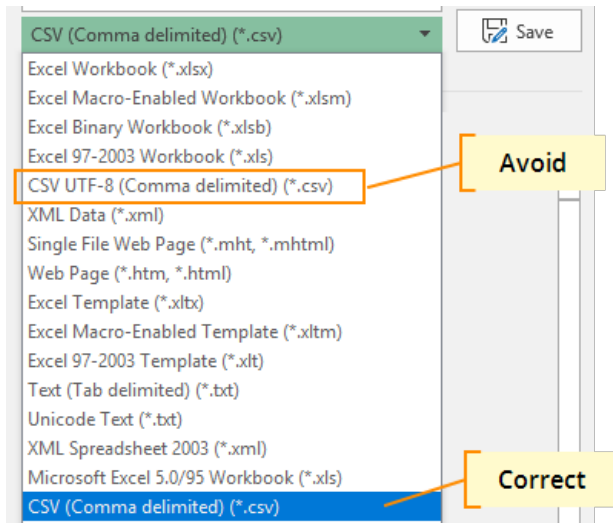 CSV (Comma delimited) (*.csv)
Save
Excel Workbook (*.xlsx)
Excel Macro-Enabled Workbook (*.xlsm)
Excel Binary Workbook (*.xlsb)
Excel 97-2003 Workbook (*.xls)
Avoid
CSV UTF-8 (Comma delimited) (*.csv)
XML Data (*.xml)
Single File Web Page (*.mht, *.mhtml)
Web Page (*.htm, *.html)
Excel Template (*.xltx)
Excel Macro-Enabled Template (*.xltm)
Excel 97-2003 Template (*.xlt)
Text (Tab delimited) (*.txt)
Unicode Text (*.txt)
XML Spreadsheet 2003 (*.xml)
Microsoft Excel 5.0/95 Workbook (*.xls)
Correct
CSV (Comma delimited) (*.csv)